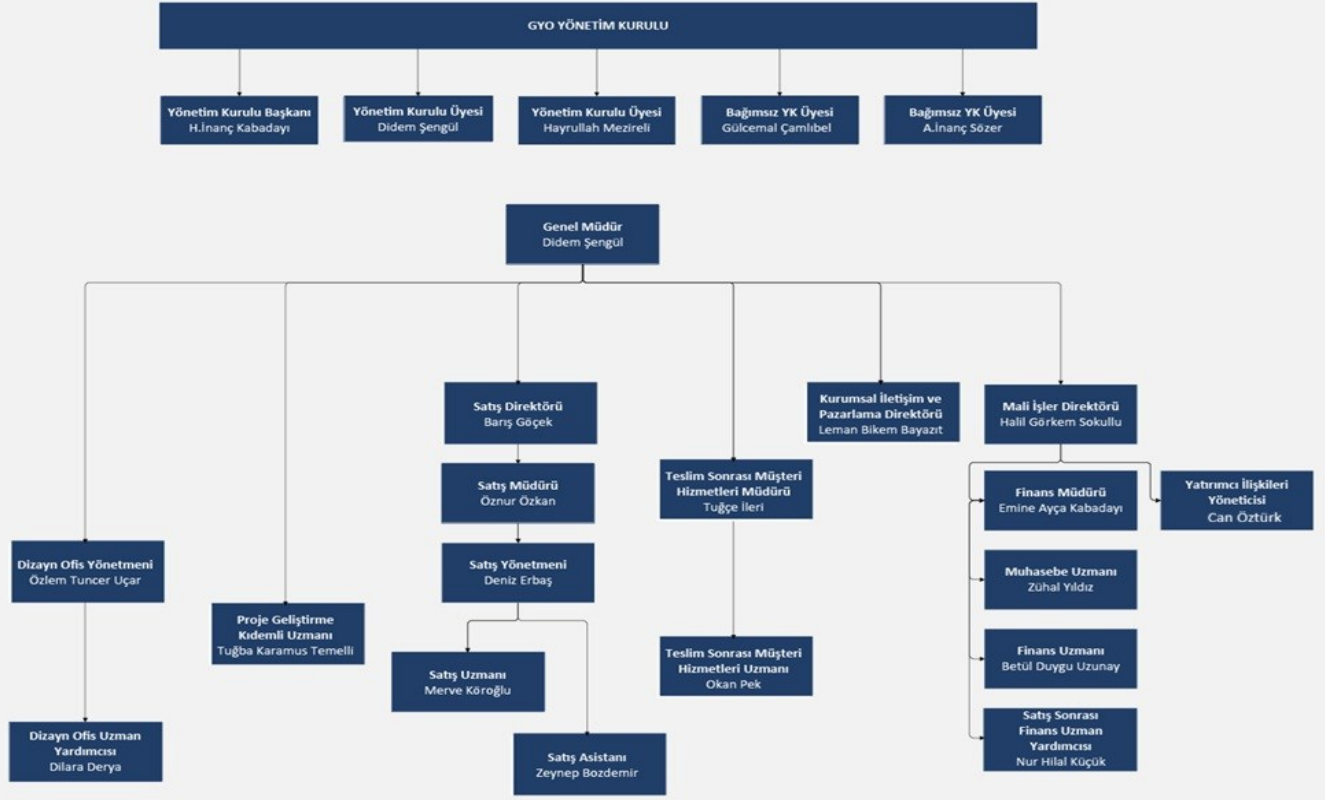 GYO YÖNETİM KURULU
Yönetim Kurulu Başkanı
H.İnanç Kabadayı
Yönetim Kurulu Üyesi
Didem Şengül
Yönetim Kurulu Üyesi
Hayrullah Mezireli
Bağımsız YK Üyesi
Gülcemal Çamlıbel
Bağımsız YK Üyesi
A.İnanç Sözer
Genel Müdür
Didem Şengül
Satış Direktörü
Barış Göçek
Kurumsal İletişim ve
Pazarlama Direktörü
Leman Bikem Bayazıt
Mali İşler Direktörü
Halil Görkem Sokullu
Satış Müdürü
Öznur Özkan
Teslim Sonrası Müşteri
Hizmetleri Müdürü
Tuğçe İleri
Finans Müdürü
Emine Ayça Kabadayı
Yatırımcı İlişkileri
Yöneticisi
Can Öztürk
Dizayn Ofis Yönetmeni
Özlem Tuncer Uçar
Satış Yönetmeni
Deniz Erbaş
Muhasebe Uzmanı
Zühal Yıldız
Proje Geliştirme
Kıdemli Uzmanı
Tuğba Karamus Temelli
Satış Uzmanı
Merve Köroğlu
Teslim Sonrası Müşteri
Hizmetleri Uzmanı
Okan Pek
Finans Uzmanı
Betül Duygu Uzunay
Dizayn Ofis Uzman
Yardımcısı
Dilara Derya
Satış Asistanı
Zeynep Bozdemir
Satış Sonrası
Finans Uzman
Yardımcısı
Nur Hilal Küçük